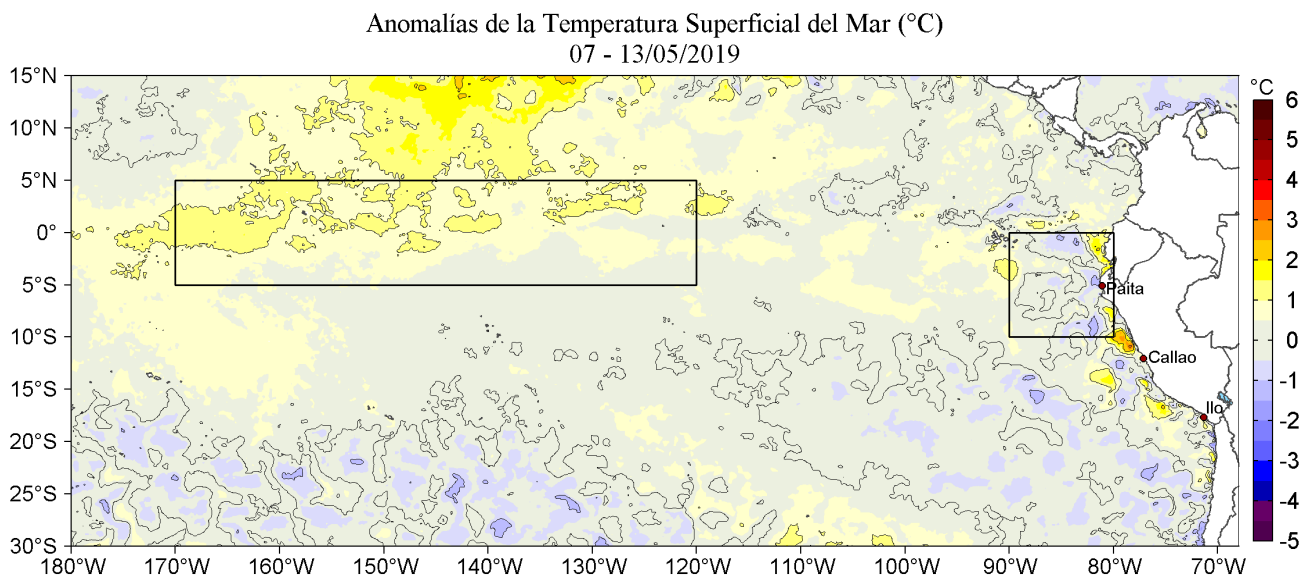 Anomalías de la Temperatura Superficial del Mar (°C)
07 - 13/05/2019
15°N
10°N
5°N
0°
5°S
10°S
15°S
20°S
25°S
30°S
180°W 170°W 160°W 150°W 140°W 130°W 120°W 110°W 100°W 90°W 80°W 70°W
Paita
Callao
Ilo
°C
6
5
4
3
2
1
0
-1
-2
-3
-4
-5